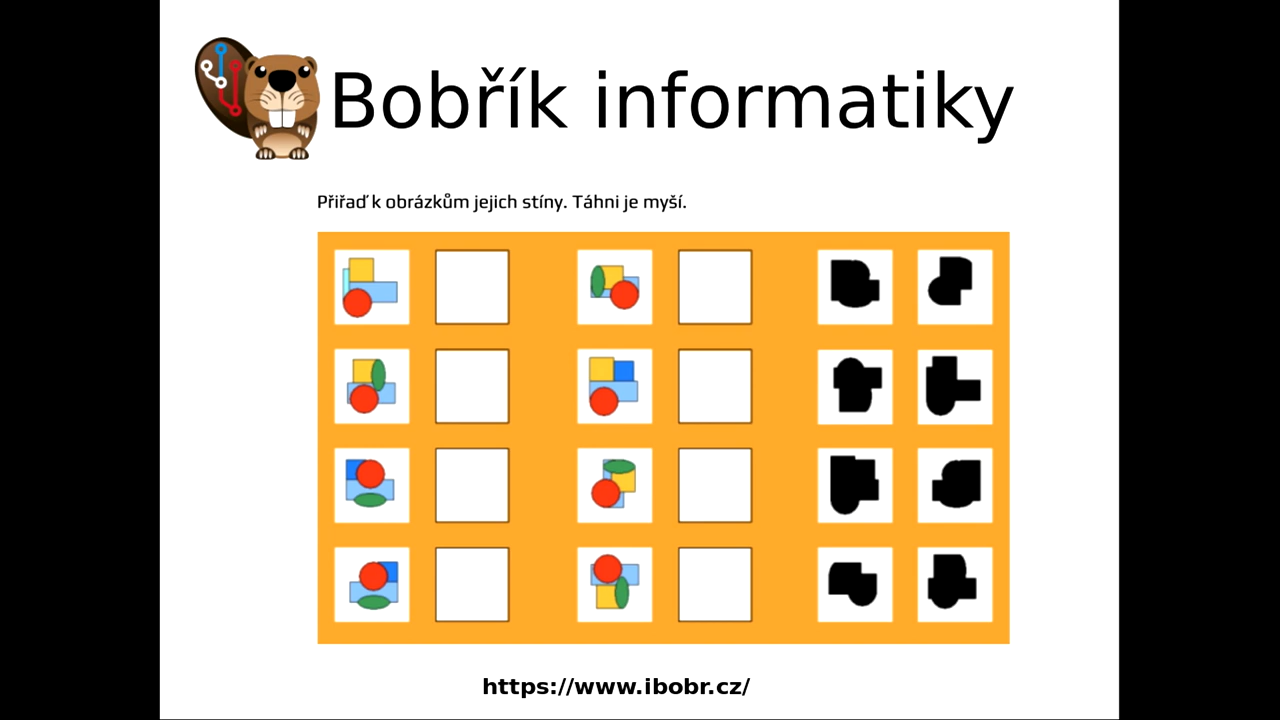 Bobřík informatiky
Přiřaď k obrázkům jejich stíny. Táhni je myší.
https://www.ibobr.cz/